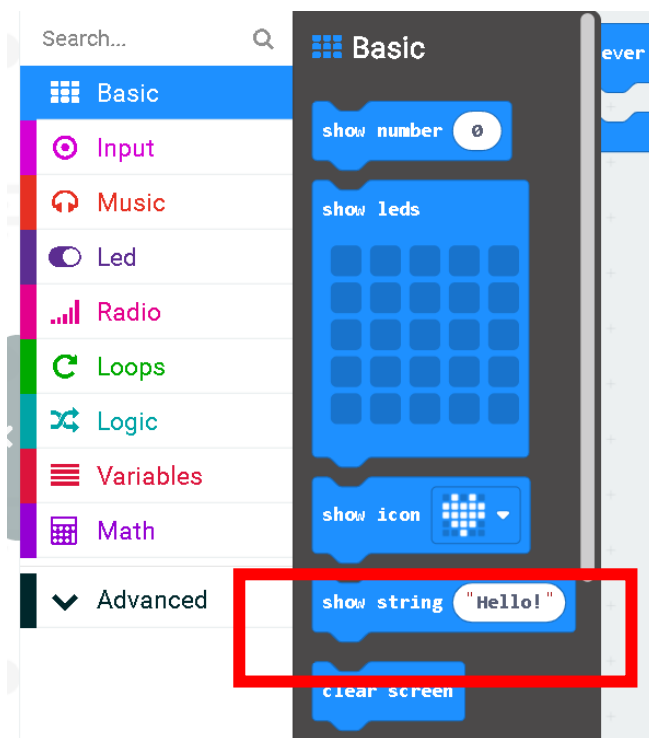 Search...
Basic
Input
Music
Led
Radio
Loops
Logic
Variables
Math
Advanced
Basic
show number 0
show leds
show icon
show string "Hello!"
clear screen
ever